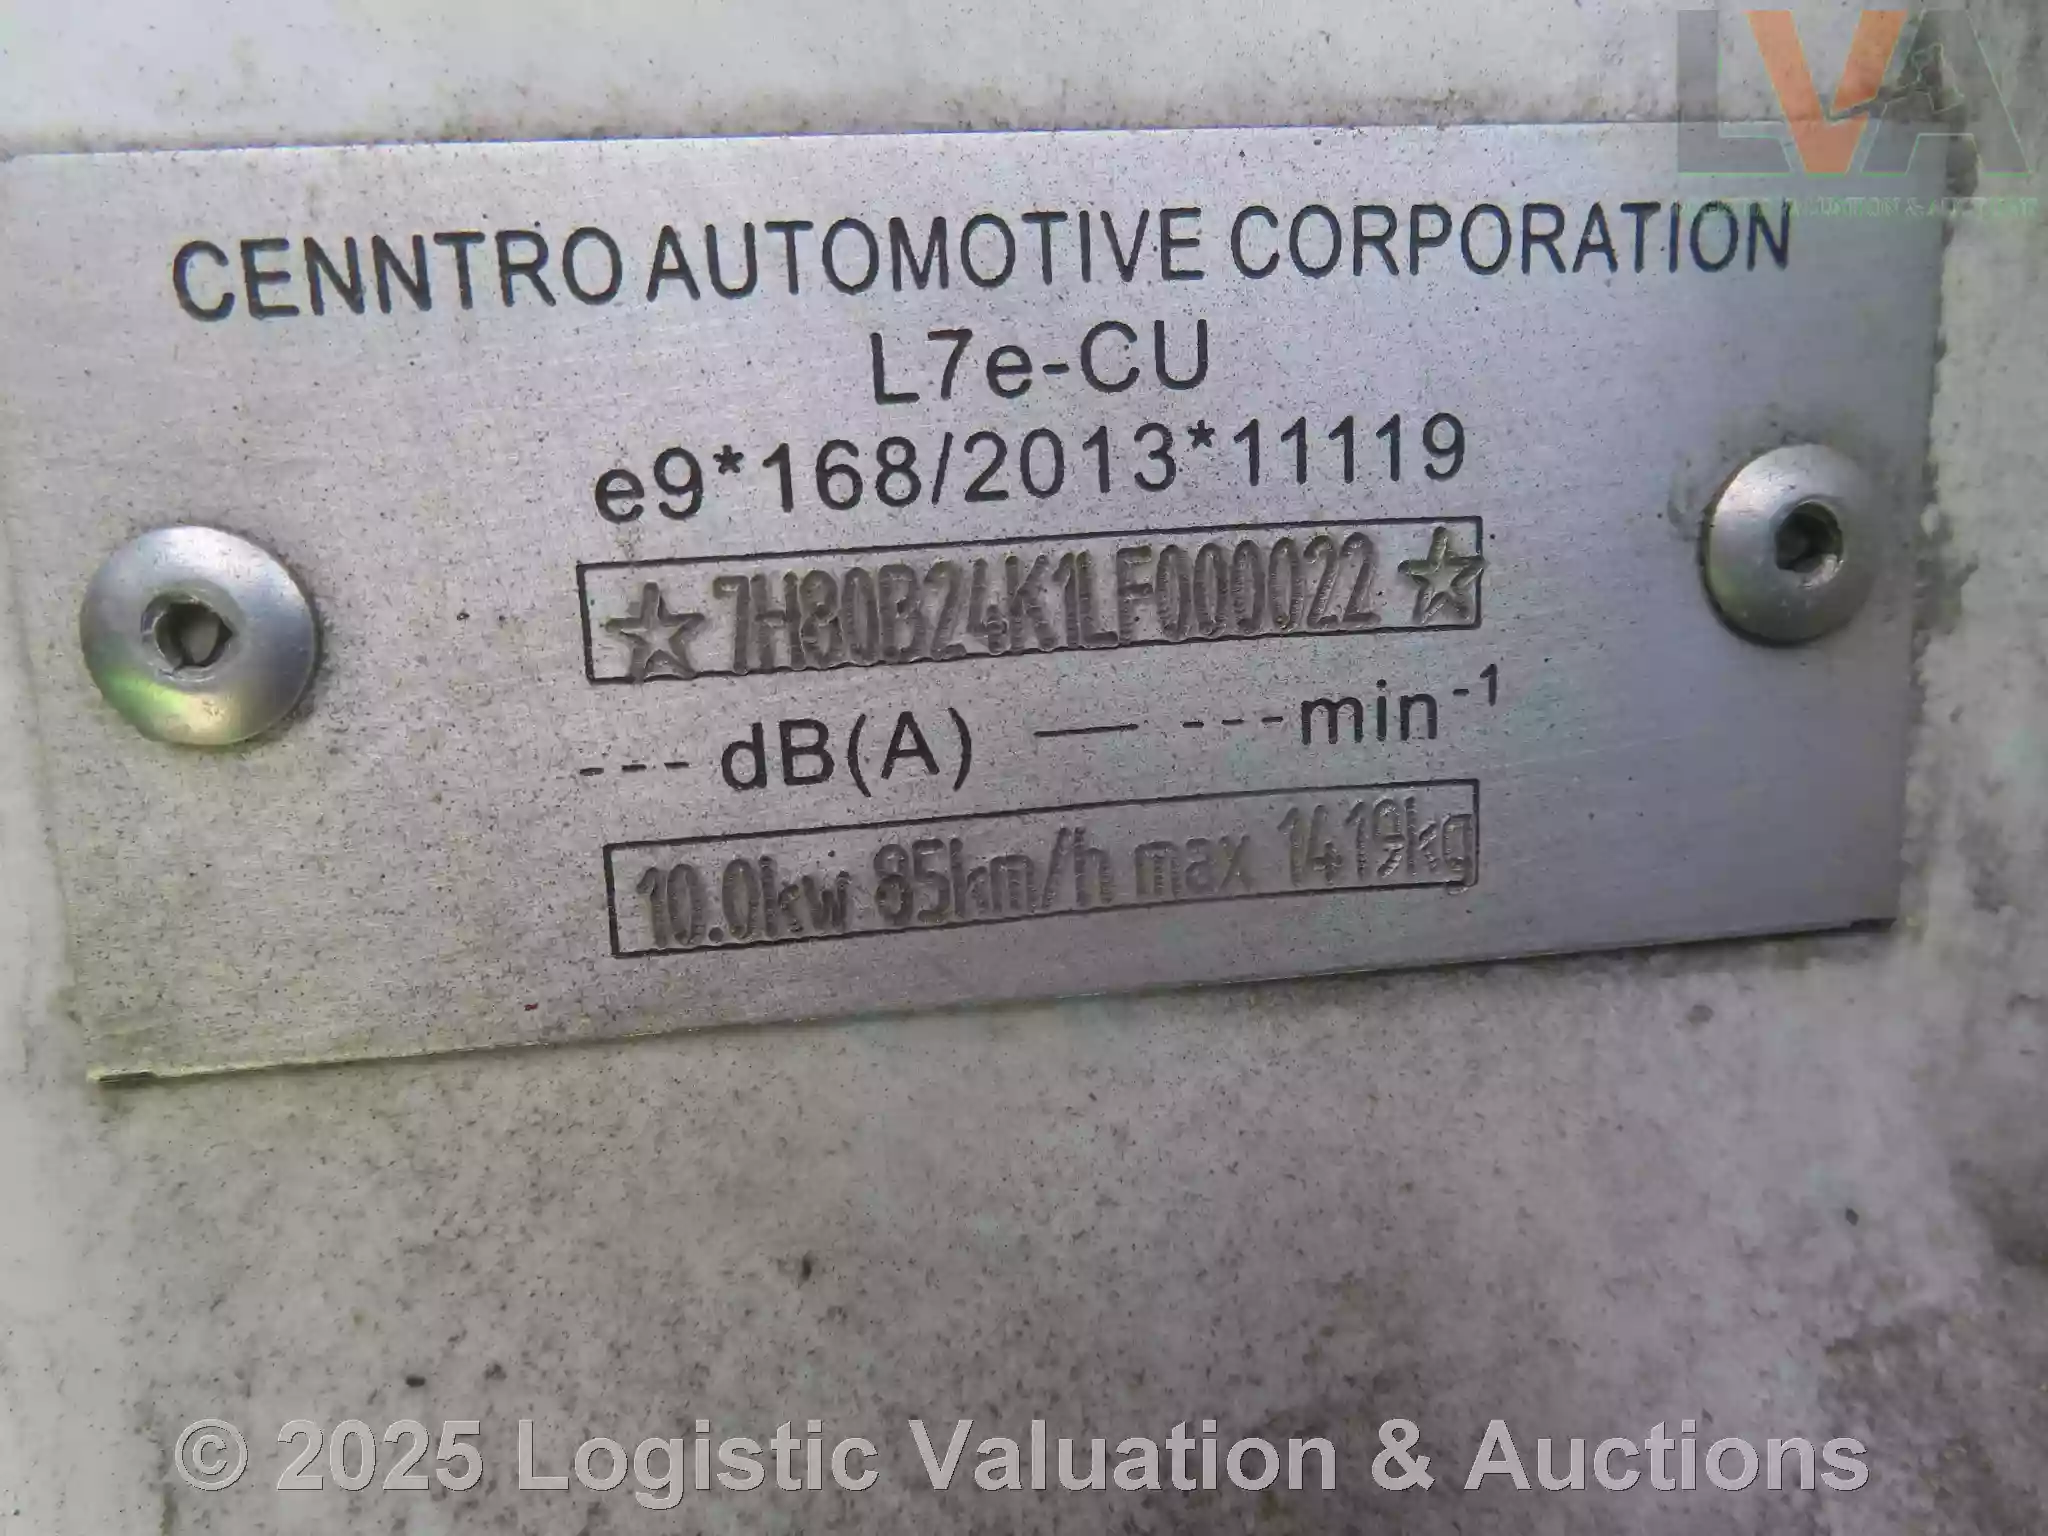 LVA
CENNTRO AUTOMOTIVE CORPORATION
L7e-CU
e9*168/2013*11119
☆7H80B24K1LF000022☆
--- dB(A) — ---min⁻¹
10.0kw 85km/h max 1419kg
© 2025 Logistic Valuation & Auctions